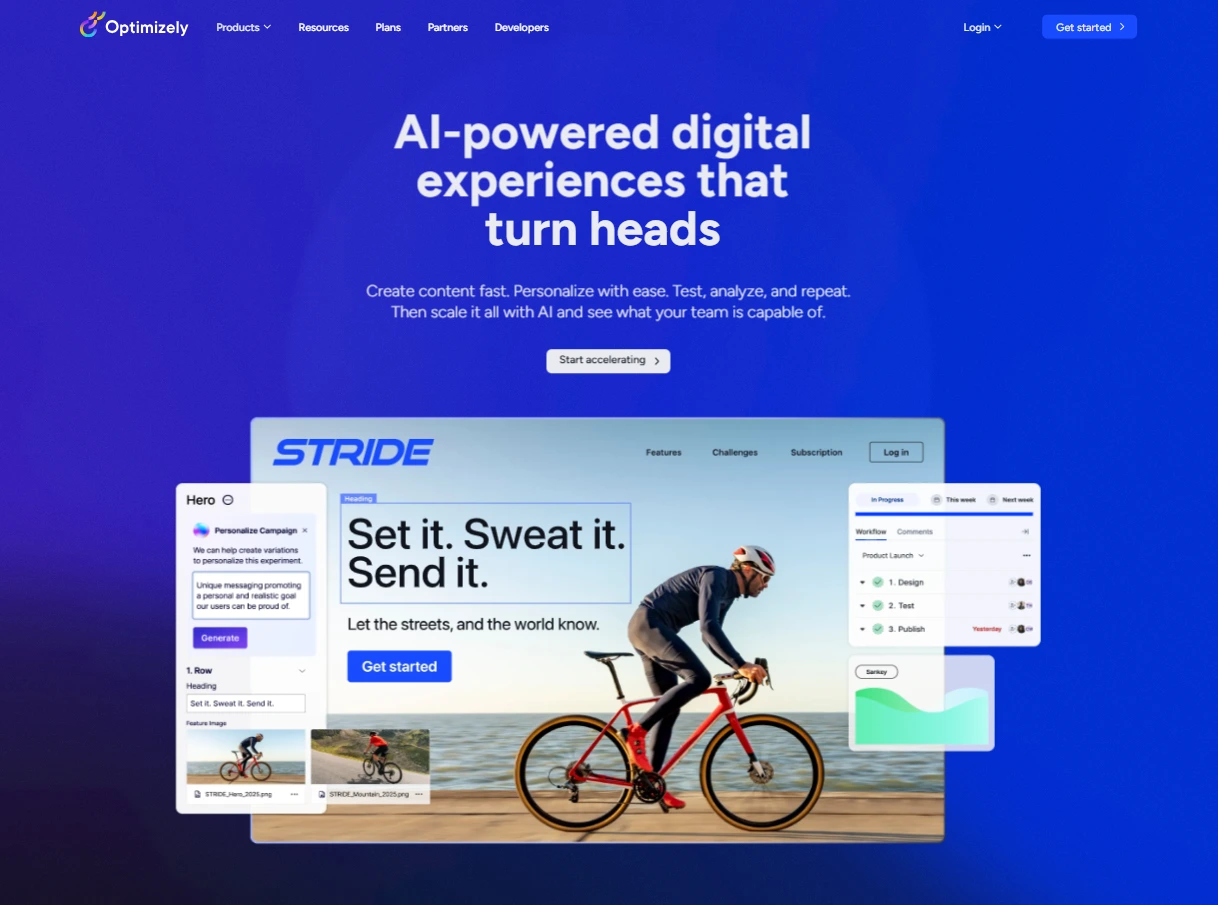 Optimizely
Products
Resources
Plans
Partners
Developers
Login
Get started
AI-powered digital
experiences that
turn heads
Create content fast. Personalize with ease. Test, analyze, and repeat.
Then scale it all with AI and see what your team is capable of.
Start accelerating
STRIDE
Features
Challenges
Subscription
Log in
Hero
Personalize Campaign
We can help create variations
to personalize this experiment.
Unique messaging promoting
a personal and realistic goal
our users can be proud of.
Generate
1. Row
Heading
Set it. Sweat it. Send it.
Feature Image
STRIDE_Hero_2025.png
STRIDE_Mountain_2025.png
Heading
Set it. Sweat it.
Send it.
Let the streets, and the world know.
Get started
In Progress
This week
Next week
Workflow
Comments
Product Launch
1. Design
2. Test
3. Publish
Yesterday
Sankey